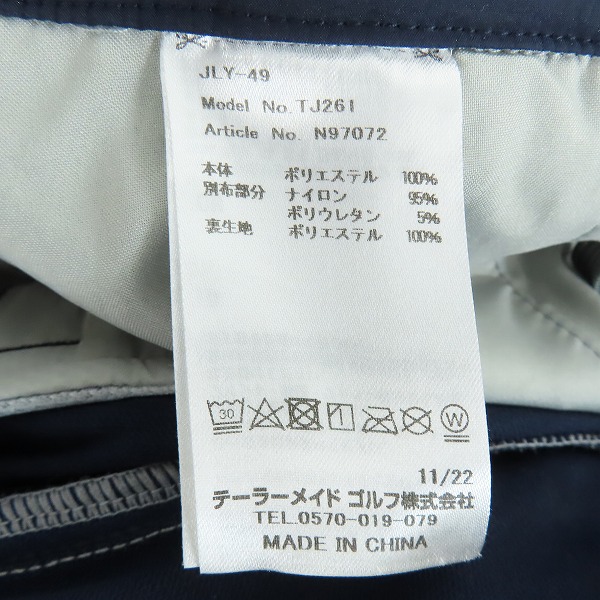 JLY-49
Model No.TJ261
Article No. N97072
本体 ポリエステル 100%
別布部分 ナイロン 95%
ポリウレタン 5%
裏生地 ポリエステル 100%
30
W
11/22
テーラーメイド ゴルフ株式会社
TEL.0570-019-079
MADE IN CHINA